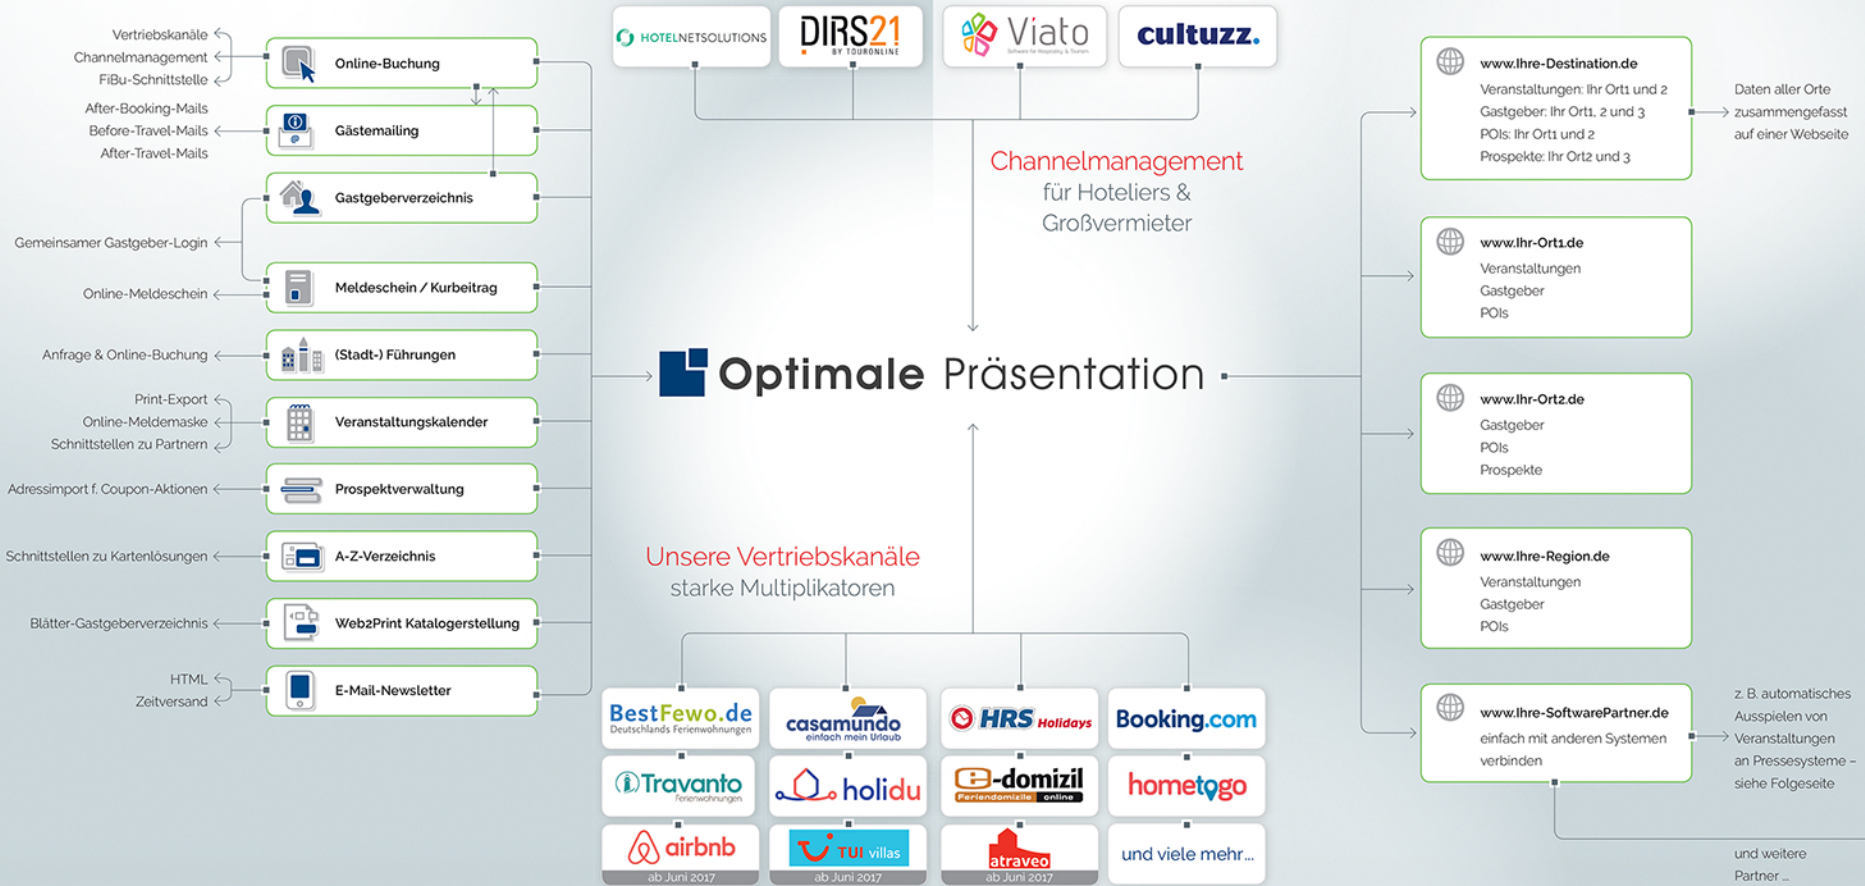 Vertriebskanäle
Channelmanagement
FiBu-Schnittstelle
Online-Buchung
After-Booking-Mails
Before-Travel-Mails
After-Travel-Mails
Gästemailing
Gastgeberverzeichnis
Gemeinsamer Gastgeber-Login
Online-Meldeschein
Meldeschein / Kurbeitrag
Anfrage & Online-Buchung
(Stadt-) Führungen
Print-Export
Online-Meldemaske
Schnittstellen zu Partnern
Veranstaltungskalender
Adressimport f. Coupon-Aktionen
Prospektverwaltung
Schnittstellen zu Kartenlösungen
A-Z-Verzeichnis
Blätter-Gastgeberverzeichnis
Web2Print Katalogerstellung
HTML
Zeitversand
E-Mail-Newsletter
HOTELNETSOLUTIONS
DIRS21
BY TOURONLINE
Viato
Software for Hospitality & Tourism
cultuzz.
Channelmanagement
für Hoteliers &
Großvermieter
Optimale Präsentation
Unsere Vertriebskanäle
starke Multiplikatoren
BestFewo.de
Deutschlands Ferienwohnungen
casamundo
einfach mein Urlaub
HRS Holidays
Booking.com
Travanto
Ferienwohnungen
holidu
e-domizil
Feriendomizile online
hometogo
airbnb
ab Juni 2017
TUI villas
ab Juni 2017
atraveo
ab Juni 2017
und viele mehr...
www.Ihre-Destination.de
Veranstaltungen: Ihr Ort1 und 2
Gastgeber: Ihr Ort1, 2 und 3
POIs: Ihr Ort1 und 2
Prospekte: Ihr Ort2 und 3
Daten aller Orte
zusammengefasst
auf einer Webseite
www.Ihr-Ort1.de
Veranstaltungen
Gastgeber
POIs
www.Ihr-Ort2.de
Gastgeber
POIs
Prospekte
www.Ihre-Region.de
Veranstaltungen
Gastgeber
POIs
www.Ihre-SoftwarePartner.de
einfach mit anderen Systemen
verbinden
z. B. automatisches
Ausspielen von
Veranstaltungen
an Pressesysteme –
siehe Folgeseite
und weitere
Partner ...